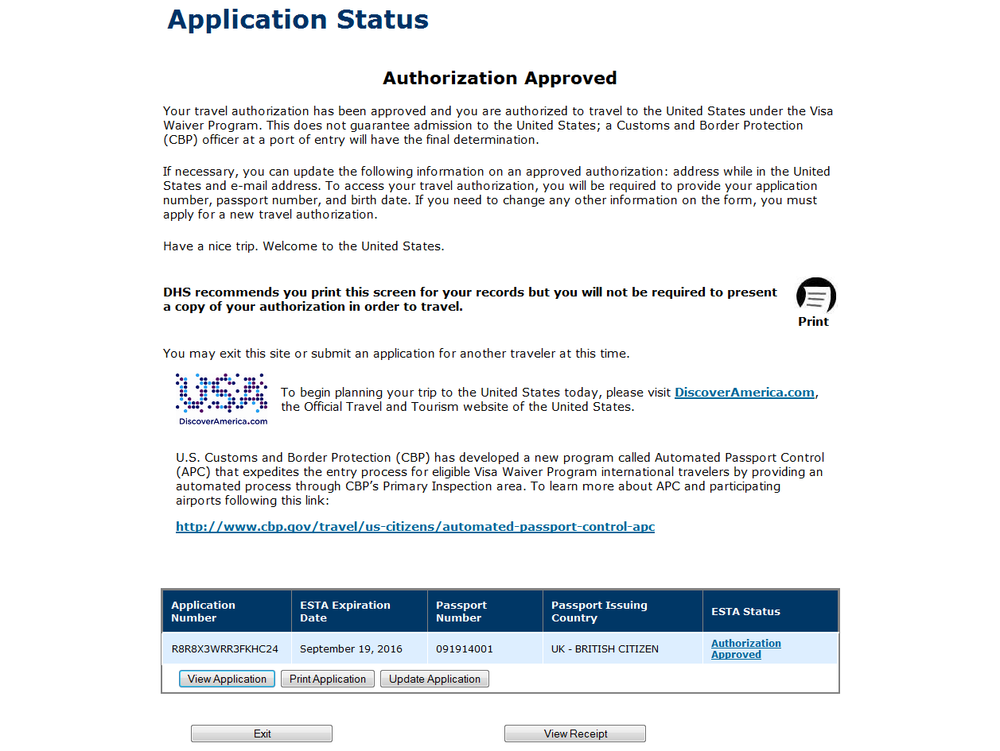 Application Status
Authorization Approved
Your travel authorization has been approved and you are authorized to travel to the United States under the Visa
Waiver Program. This does not guarantee admission to the United States; a Customs and Border Protection
(CBP) officer at a port of entry will have the final determination.
If necessary, you can update the following information on an approved authorization: address while in the United
States and e-mail address. To access your travel authorization, you will be required to provide your application
number, passport number, and birth date. If you need to change any other information on the form, you must
apply for a new travel authorization.
Have a nice trip. Welcome to the United States.
DHS recommends you print this screen for your records but you will not be required to present
a copy of your authorization in order to travel.
Print
You may exit this site or submit an application for another traveler at this time.
USA
DiscoverAmerica.com
To begin planning your trip to the United States today, please visit DiscoverAmerica.com,
the Official Travel and Tourism website of the United States.
U.S. Customs and Border Protection (CBP) has developed a new program called Automated Passport Control
(APC) that expedites the entry process for eligible Visa Waiver Program international travelers by providing an
automated process through CBP’s Primary Inspection area. To learn more about APC and participating
airports following this link:
http://www.cbp.gov/travel/us-citizens/automated-passport-control-apc
Application Number
ESTA Expiration Date
Passport Number
Passport Issuing Country
ESTA Status
R8R8X3WRR3FKHC24
September 19, 2016
091914001
UK - BRITISH CITIZEN
Authorization Approved
View Application
Print Application
Update Application
Exit
View Receipt